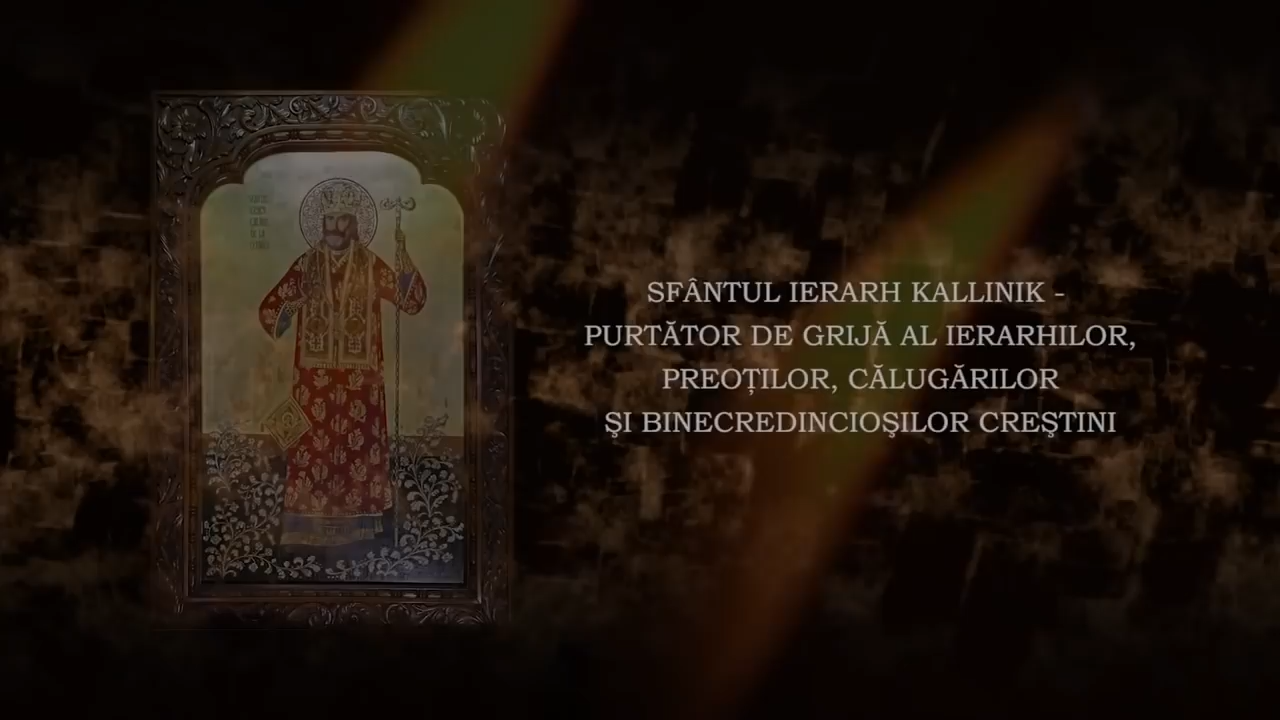 SFÂNTUL IERARH KALLINIK -
PURTĂTOR DE GRIJĂ AL IERARHILOR,
PREOȚILOR, CĂLUGĂRILOR
ŞI BINECREDINCIOŞILOR CREŞTINI